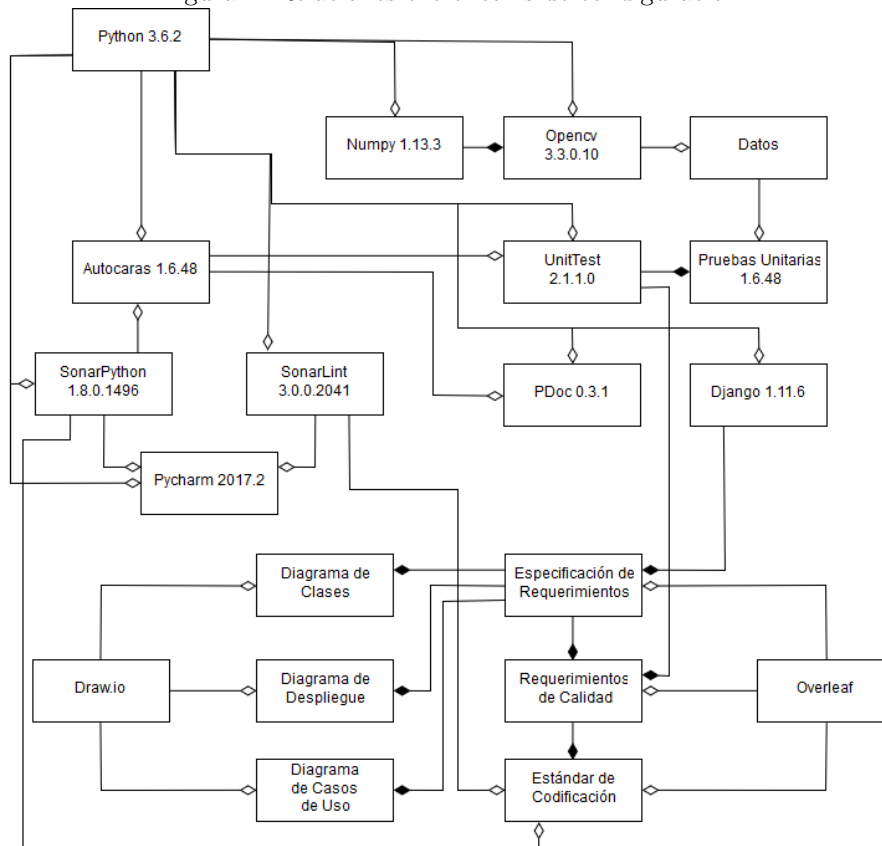 Python 3.6.2
Numpy 1.13.3
Opencv
3.3.0.10
Datos
Autocaras 1.6.48
UnitTest
2.1.1.0
Pruebas Unitarias
1.6.48
SonarPython
1.8.0.1496
SonarLint
3.0.0.2041
PDoc 0.3.1
Django 1.11.6
Pycharm 2017.2
Diagrama de
Clases
Especificación de
Requerimientos
Draw.io
Diagrama de
Despliegue
Requerimientos
de Calidad
Overleaf
Diagrama
de Casos
de Uso
Estándar de
Codificación